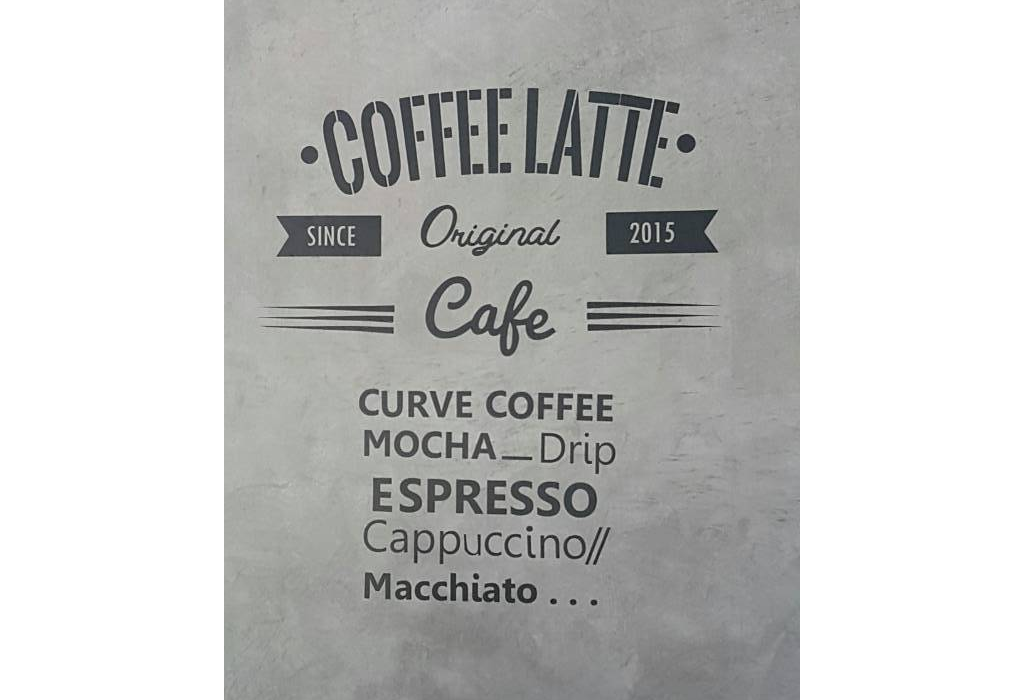 •COFFEE LATTE•
SINCE Original 2015
Cafe
CURVE COFFEE
MOCHA_Drip
ESPRESSO
Cappuccino//
Macchiato . . .